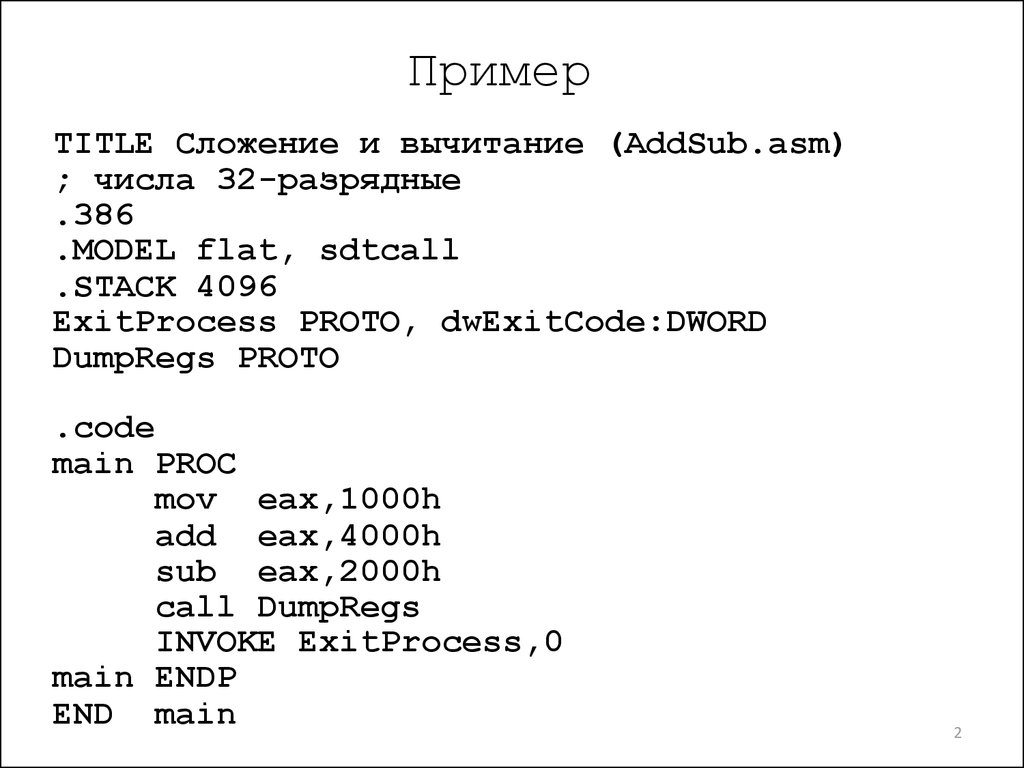 Пример
TITLE Сложение и вычитание (AddSub.asm)
; числа 32-разрядные
.386
.MODEL flat, sdtcall
.STACK 4096
ExitProcess PROTO, dwExitCode:DWORD
DumpRegs PROTO
.code
main PROC
mov eax,1000h
add eax,4000h
sub eax,2000h
call DumpRegs
INVOKE ExitProcess,0
main ENDP
END main
2